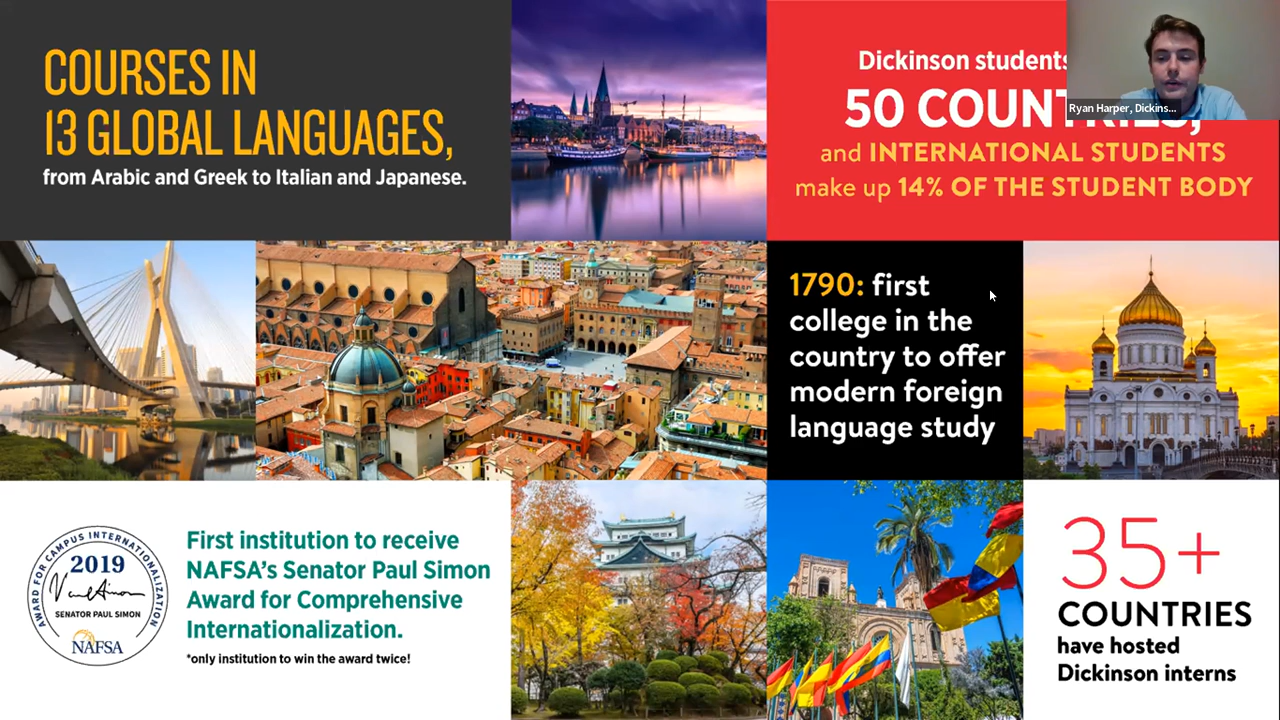 COURSES IN
13 GLOBAL LANGUAGES,
from Arabic and Greek to Italian and Japanese.
Dickinson students
50 COUNTRIES,
and INTERNATIONAL STUDENTS
make up 14% OF THE STUDENT BODY
Ryan Harper, Dickins...
1790: first
college in the
country to offer
modern foreign
language study
AWARD FOR CAMPUS INTERNATIONALIZATION
2019
SENATOR PAUL SIMON
NAFSA
First institution to receive
NAFSA's Senator Paul Simon
Award for Comprehensive
Internationalization.
*only institution to win the award twice!
35+
COUNTRIES
have hosted
Dickinson interns